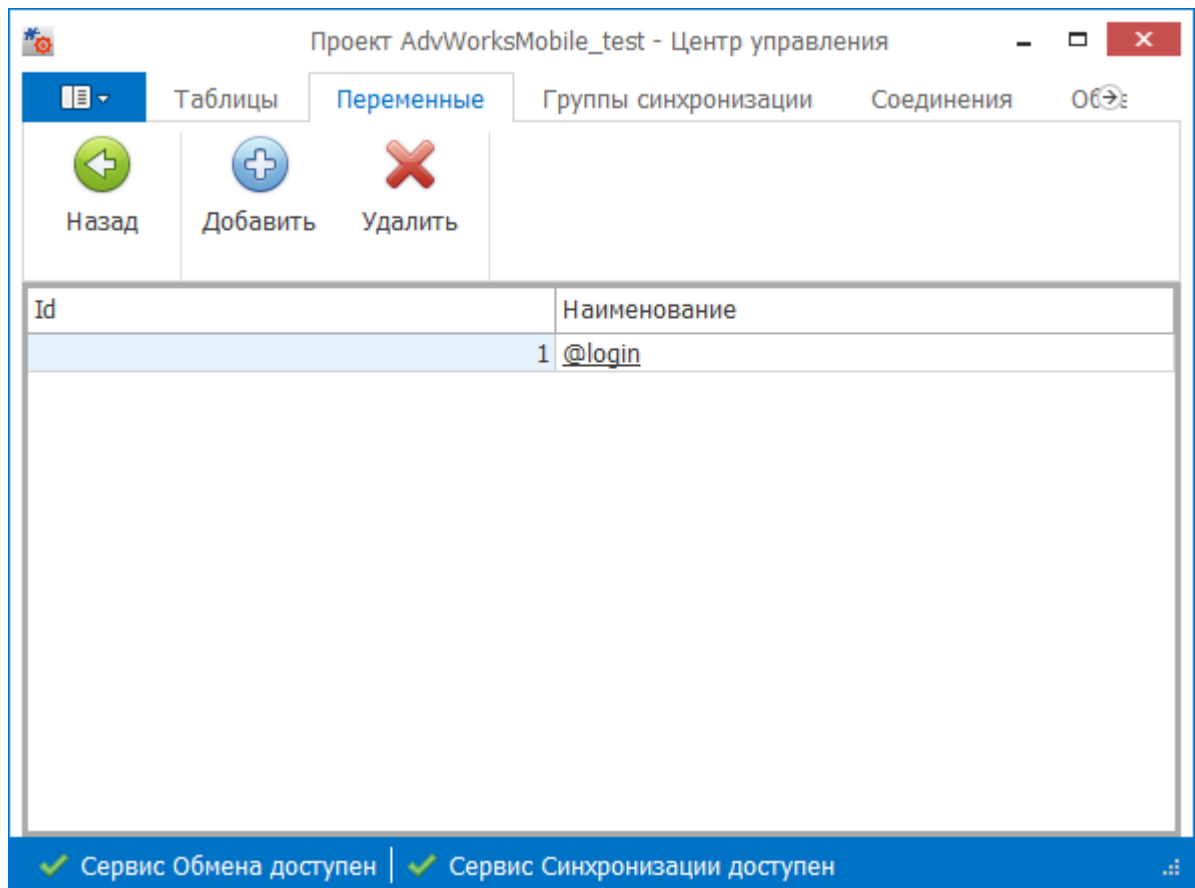 Проект AdvWorksMobile_test - Центр управления
Таблицы Переменные Группы синхронизации Соединения
Назад Добавить Удалить
Id Наименование
1 @login
Сервис Обмена доступен Сервис Синхронизации доступен